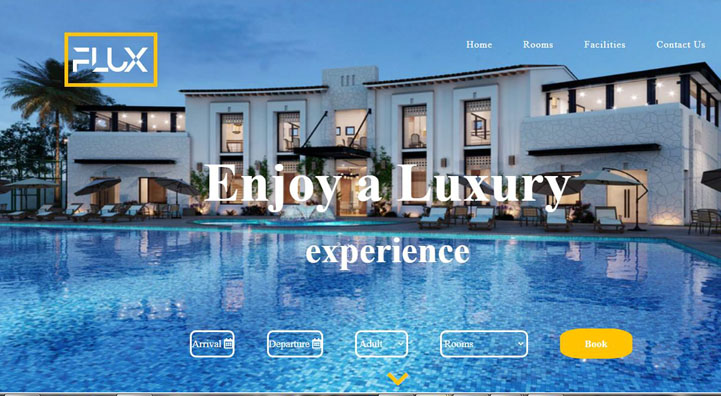 FLUX
Home Rooms Facilities Contact Us
Enjoy a Luxury
experience
Arrival Departure Adult Rooms Book